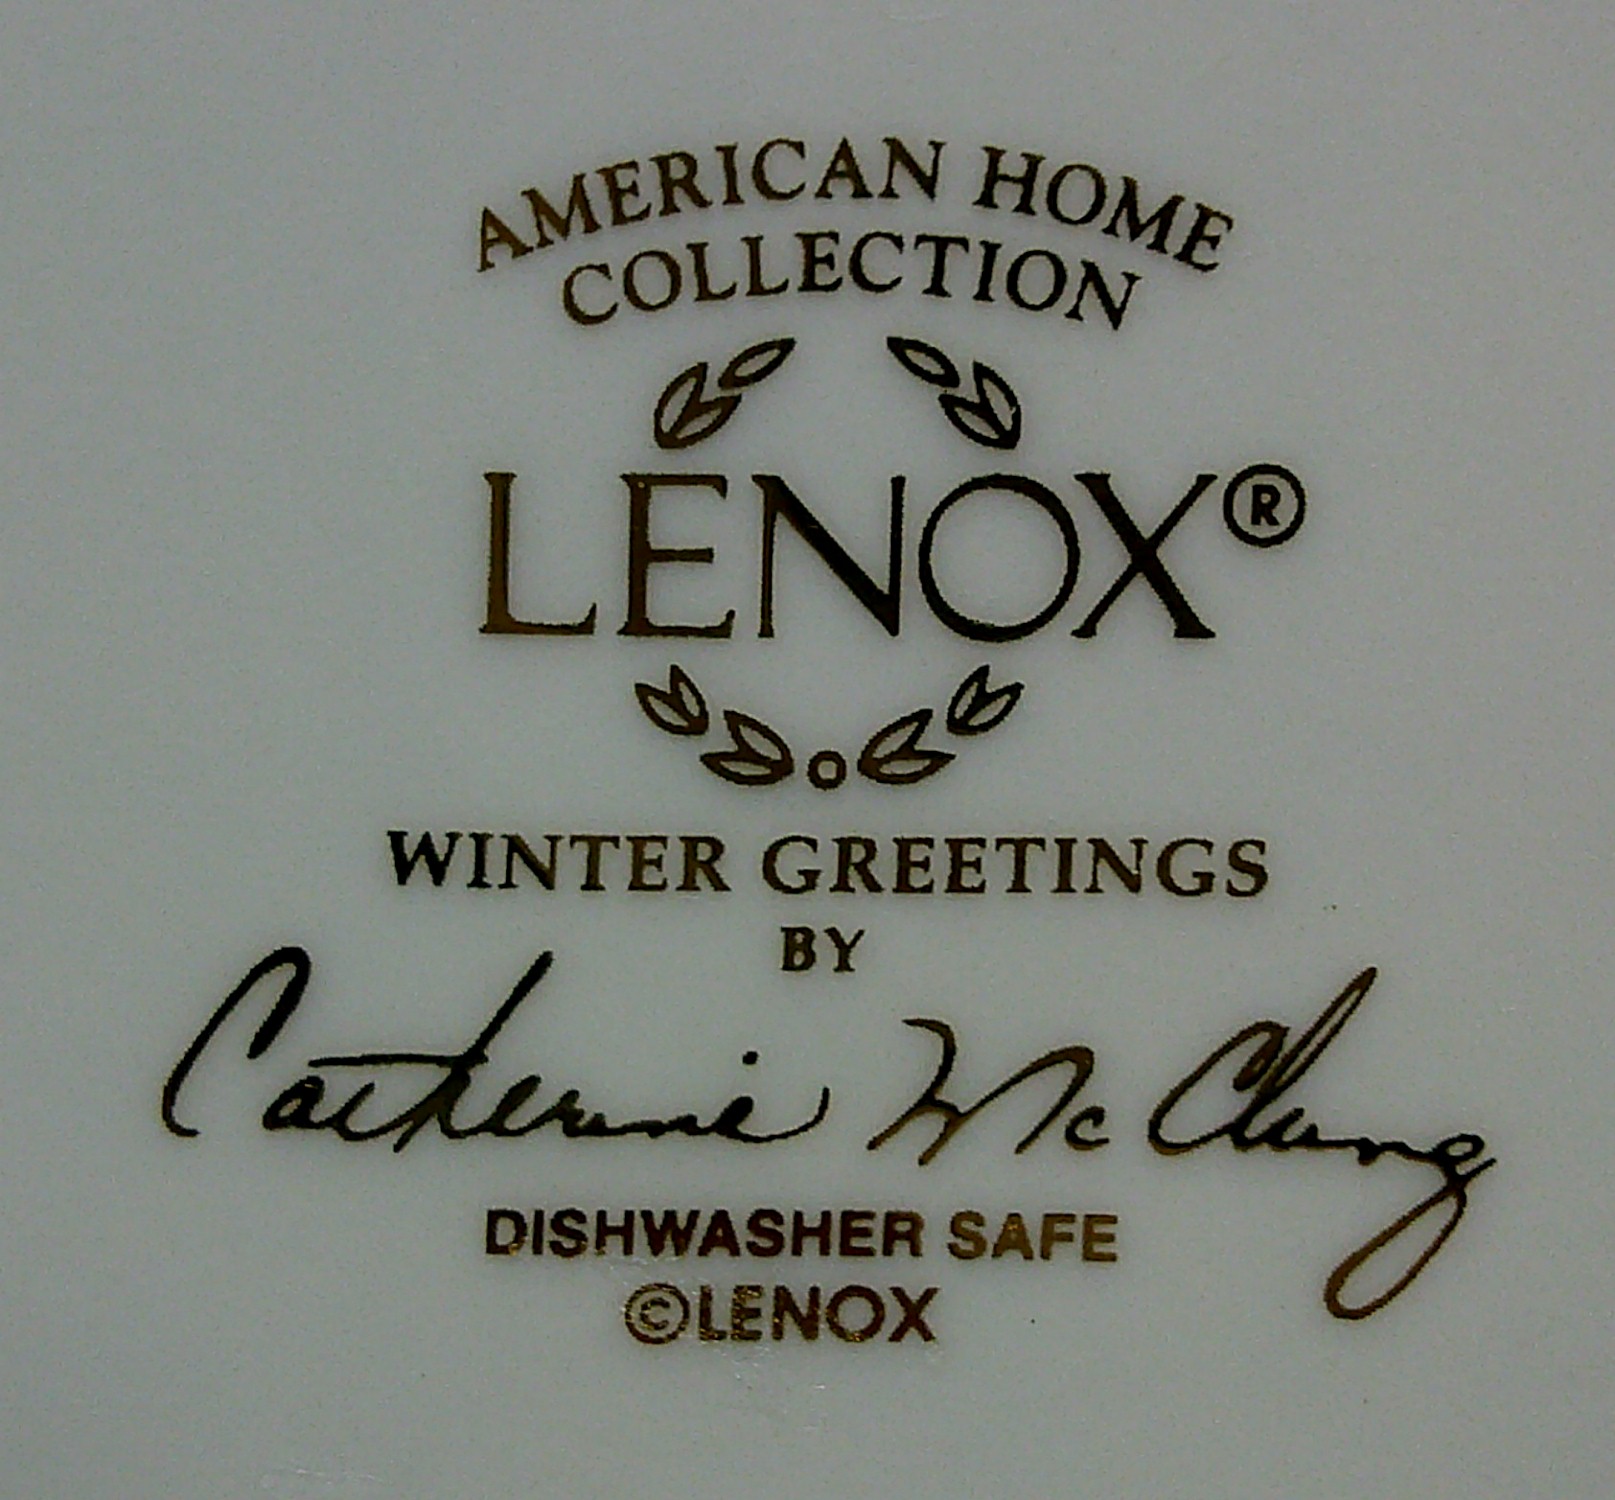 AMERICAN HOME
COLLECTION
LENOX®
WINTER GREETINGS
BY
Catherine McClung
DISHWASHER SAFE
©LENOX